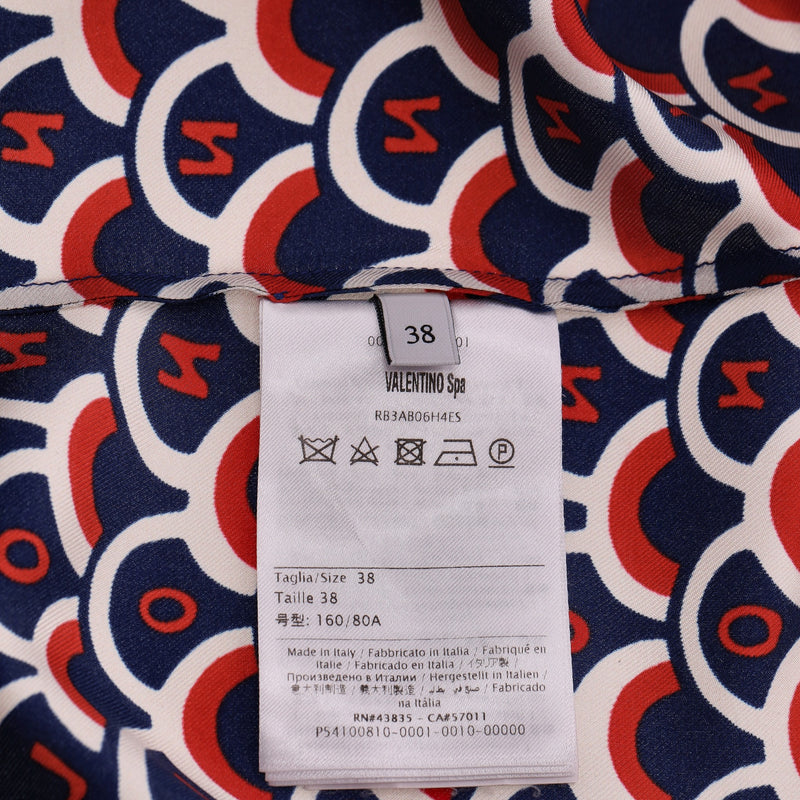 38
VALENTINO Spa
RB3AB06H4ES
Taglia/Size 38
Taille 38
号型: 160/80A
Made in Italy / Fabbricato in Italia / Fabriqué en
Italie / Fabricado en Italia / イタリア製 /
Произведено в Италии / Hergestellt in Italien /
意大利制造 / 義大利製造 / صنع في إيطاليا / Fabricado
na Itália
RN#43835 - CA#57011
P54100810-0001-0010-00000